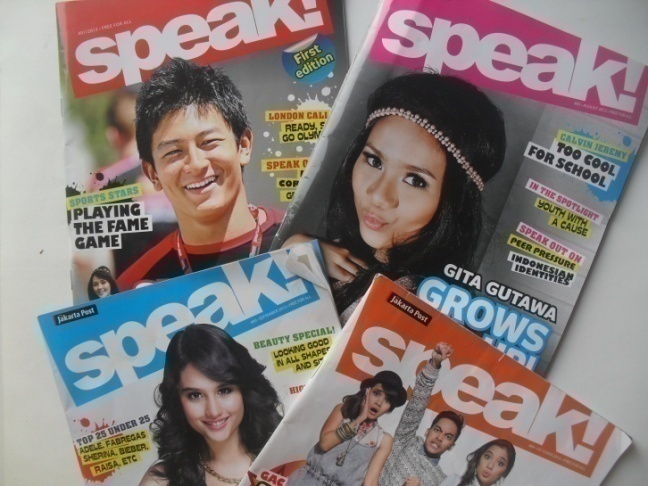 speak!
First
edition
LONDON CALL
READY, S
GO OLYM
SPEAK O
SPORTS STARS
PLAYING
THE FAME
GAME
speak!
CALVIN JEREMY
TOO COOL
FOR SCHOOL
IN THE SPOTLIGHT
YOUTH WITH
A CAUSE
SPEAK OUT ON
PEER PRESSURE
INDONESIAN
IDENTITIES
GITA GUTAWA
GROWS
UP!
Jakarta Post
speak!
BEAUTY SPECIAL!
LOOKING GOOD
IN ALL SHAPES
TOP 25 UNDER 25
ADELE, FABREGAS
SHERINA, BIEBER,
RAISA, ETC
Jakarta Post
speak!
GAC